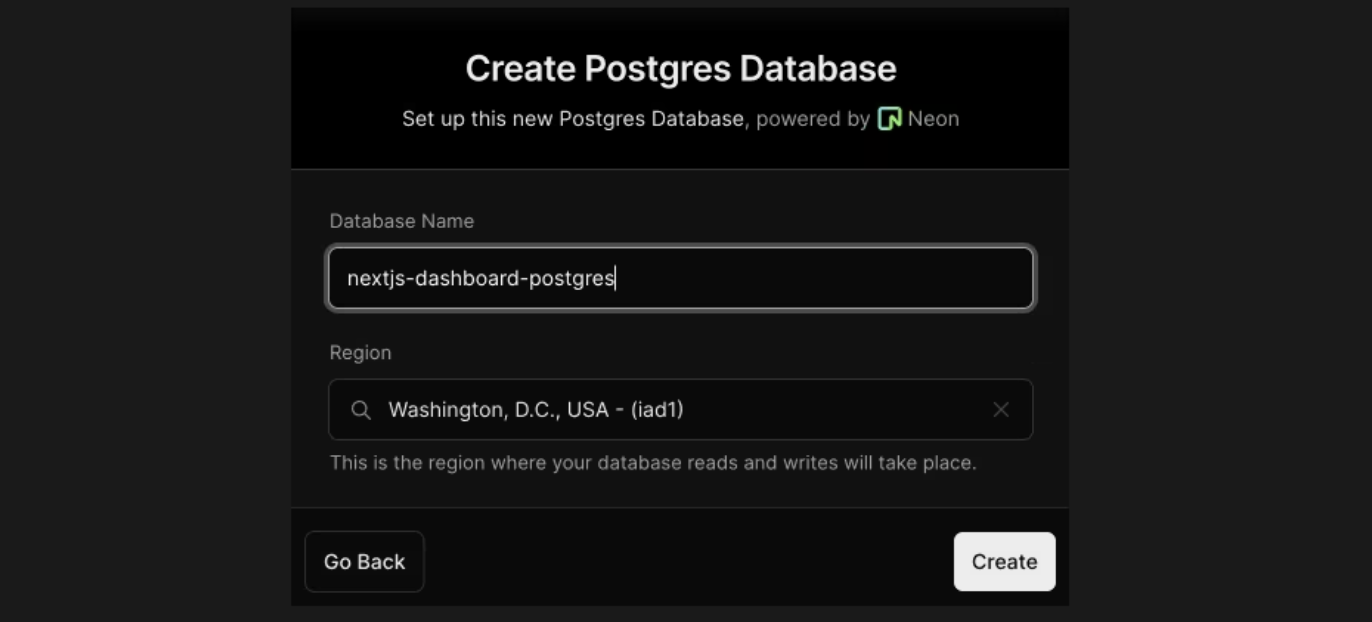 Create Postgres Database
Set up this new Postgres Database, powered by Neon
Database Name
nextjs-dashboard-postgres
Region
Washington, D.C., USA - (iad1)
This is the region where your database reads and writes will take place.
Go Back
Create